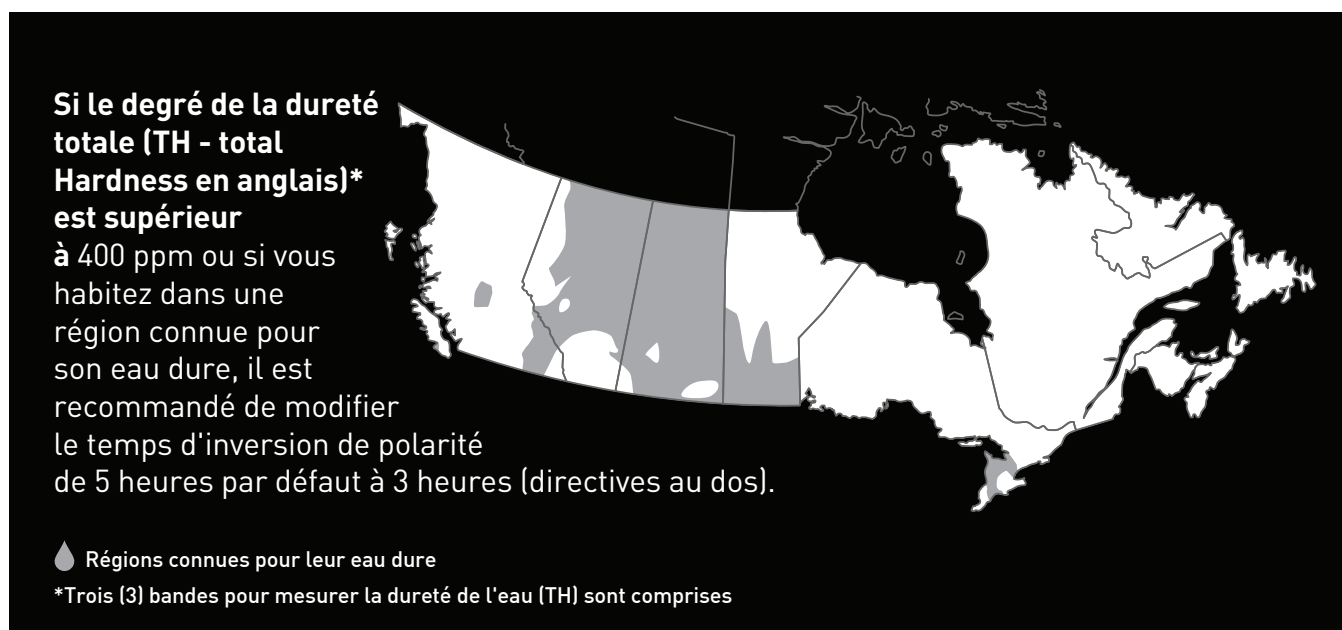 Si le degré de la dureté
totale (TH - total
Hardness en anglais)*
est supérieur
à 400 ppm ou si vous
habitez dans une
région connue pour
son eau dure, il est
recommandé de modifier
le temps d'inversion de polarité
de 5 heures par défaut à 3 heures (directives au dos).
Régions connues pour leur eau dure
*Trois (3) bandes pour mesurer la dureté de l'eau (TH) sont comprises